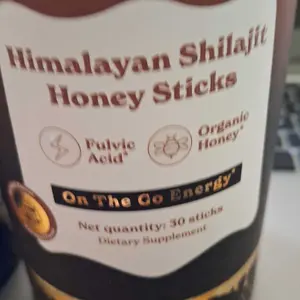 Himalayan Shilajit
Honey Sticks
Fulvic
Acid*
Organic
Honey*
On The Go Energy*
Net quantity: 30 sticks
Dietary Supplement